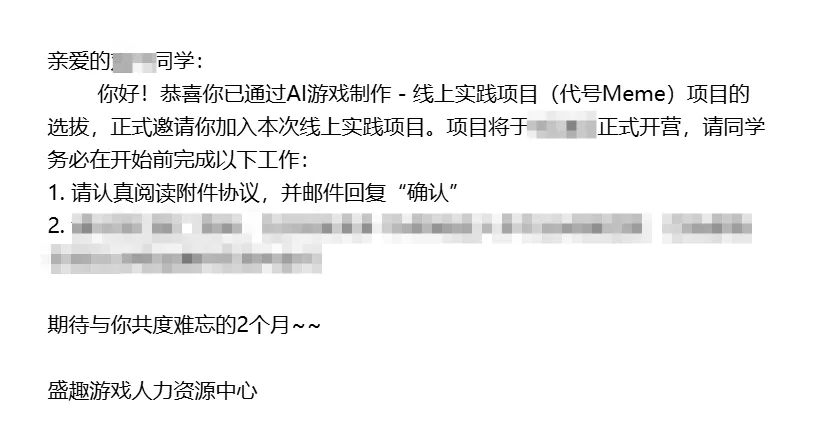 亲爱的同学：
你好！恭喜你已通过AI游戏制作 - 线上实践项目（代号Meme）项目的
选拔，正式邀请你加入本次线上实践项目。项目将于正式开营，请同学
务必在开始前完成以下工作：
1. 请认真阅读附件协议，并邮件回复“确认”
2.
期待与你共度难忘的2个月~~
盛趣游戏人力资源中心